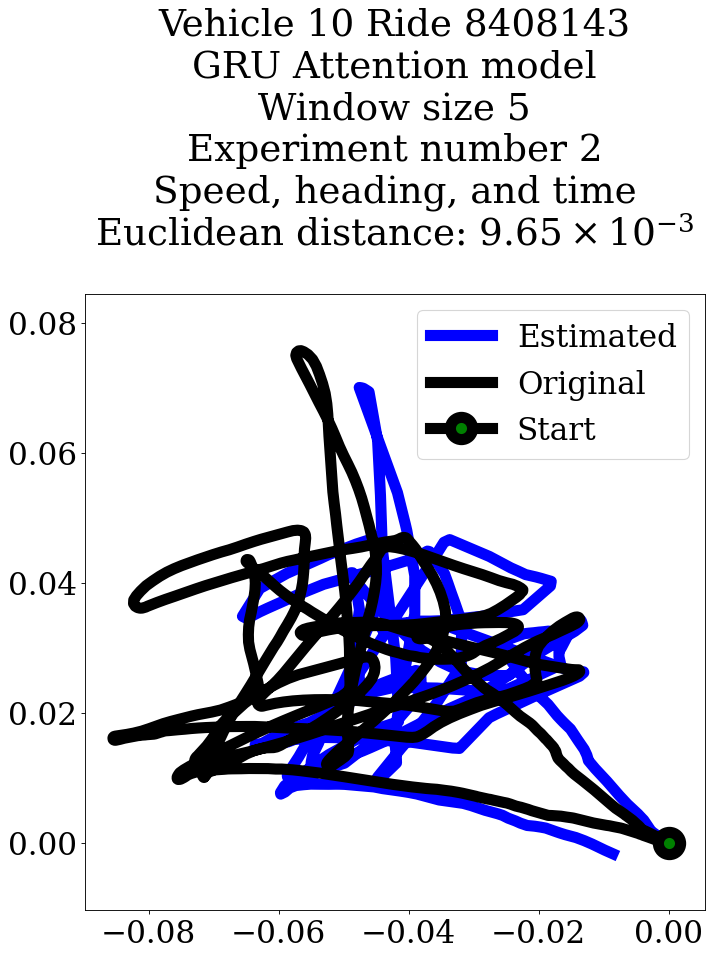 Vehicle 10 Ride 8408143
GRU Attention model
Window size 5
Experiment number 2
Speed, heading, and time
Euclidean distance: 9.65 × 10⁻³
Estimated
Original
Start
0.08
0.06
0.04
0.02
0.00
−0.08 −0.06 −0.04 −0.02 0.00